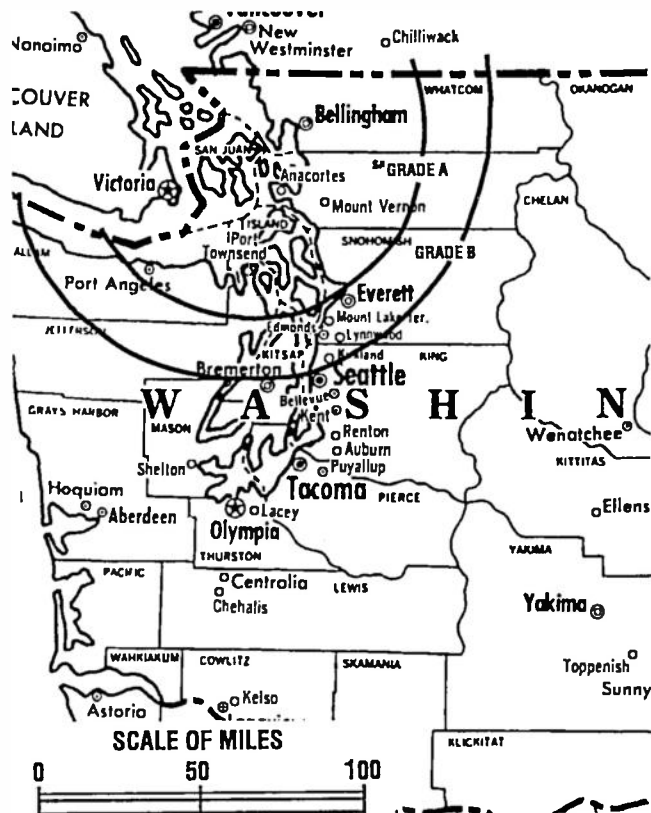 Vancouver
New
Westminster
Nanaimo
Chilliwack
COUVER
LAND
WHATCOM
OKANOGAN
Bellingham
SAN JUAN
GRADE A
Victoria
Anacortes
Mount Vernon
CHELAN
ISLAND
Port
Townsend
SNOHOMISH
GRADE B
ALLAM
Port Angeles
Everett
Mount Lake Ter.
Edmonds
Lynnwood
JEFFERSON
KITSAP
Kirkland
KING
Bremerton
Seattle
W A S H I N
Bellevue
GRAYS HARBOR
MASON
Kent
Renton
Wenatchee
Auburn
KITTITAS
Shelton
Puyallup
Tacoma
PIERCE
Hoquiam
Aberdeen
Lacey
Ellens
Olympia
THURSTON
YAKIMA
PACIFIC
Centralia
LEWIS
Chehalis
Yakima
WAHKIAKUM
COWLITZ
SKAMANIA
Toppenish
Sunny
Astoria
Kelso
SCALE OF MILES
KLICKITAT
0 50 100